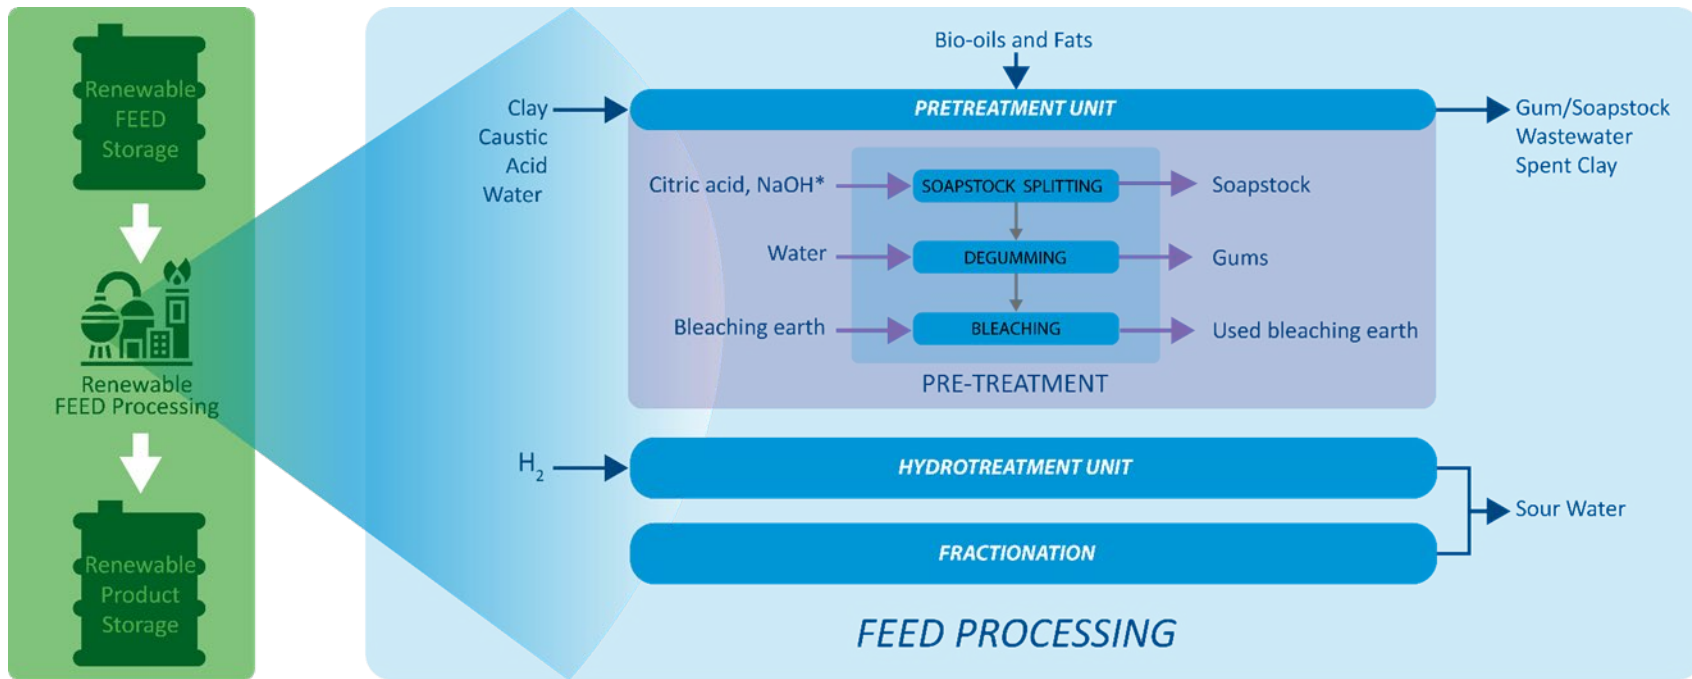 Renewable
FEED
Storage
Renewable
FEED Processing
Renewable
Product
Storage
Bio-oils and Fats
Clay
Caustic
Acid
Water
PRETREATMENT UNIT
Gum/Soapstock
Wastewater
Spent Clay
Citric acid, NaOH*
SOAPSTOCK SPLITTING
Soapstock
Water
DEGUMMING
Gums
Bleaching earth
BLEACHING
Used bleaching earth
PRE-TREATMENT
H₂
HYDROTREATMENT UNIT
FRACTIONATION
Sour Water
FEED PROCESSING